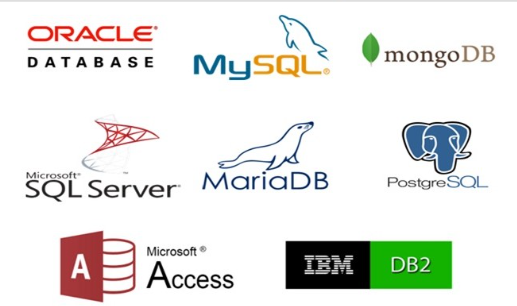 ORACLE®
DATABASE
MySQL®
mongoDB
Microsoft®
SQL Server®
MariaDB
PostgreSQL
A
Microsoft®
Access
IBM
DB2